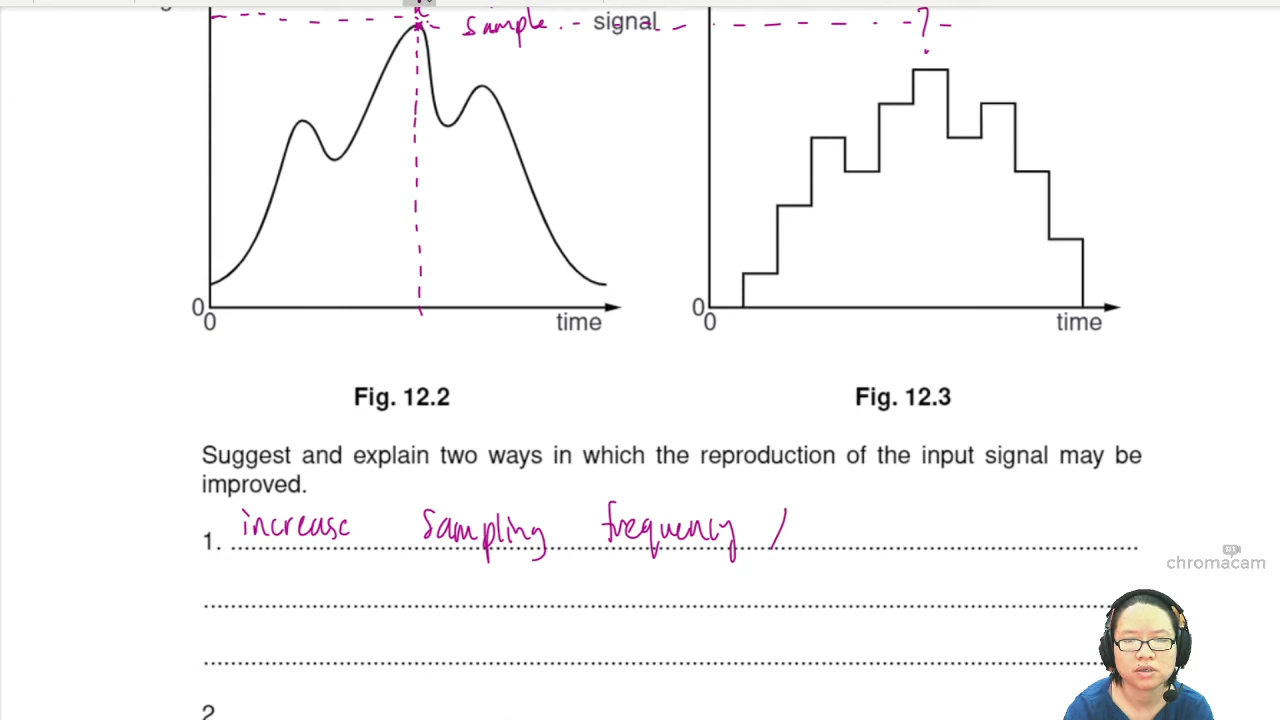 sample
signal
?
0
0
time
0
0
time
Fig. 12.2
Fig. 12.3
Suggest and explain two ways in which the reproduction of the input signal may be
improved.
1. increase sampling frequency /
2
chromacam